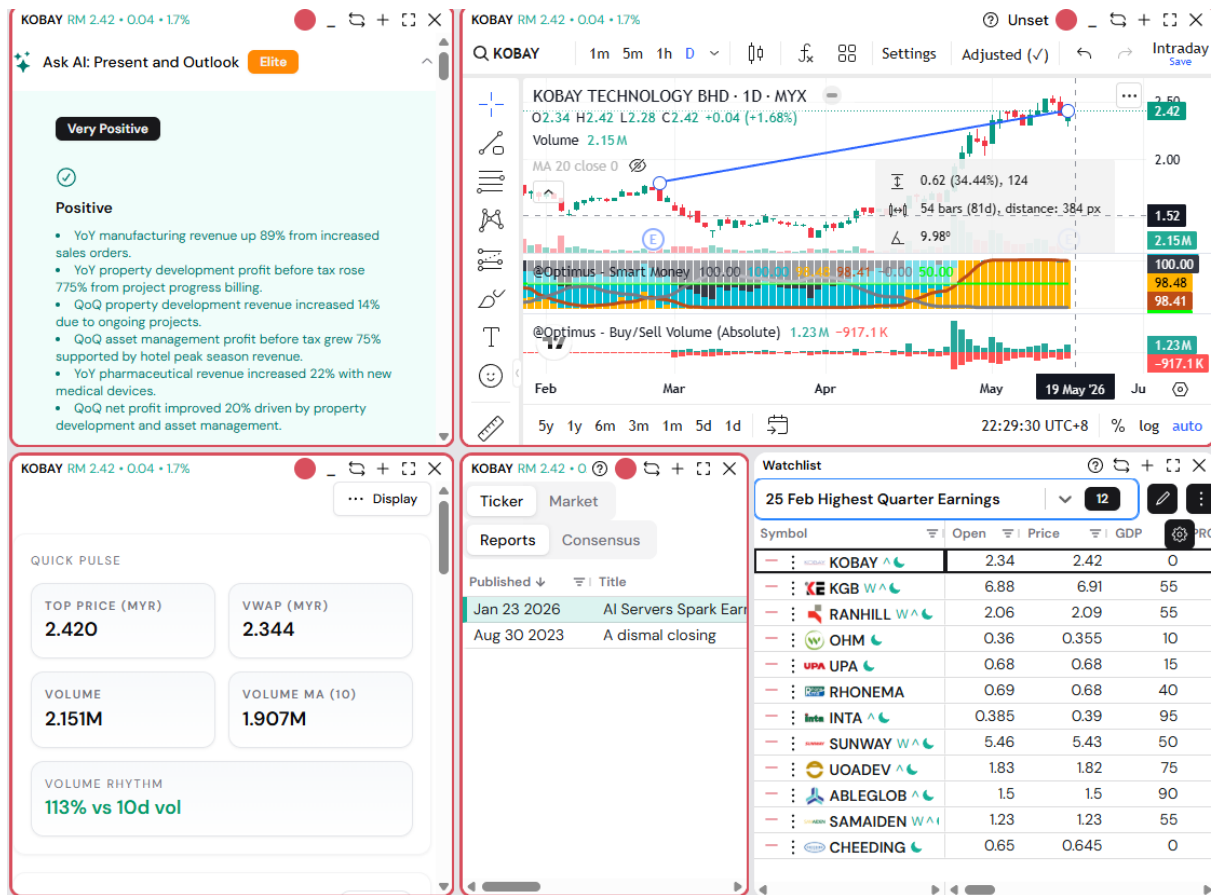 KOBAY RM 2.42 • 0.04 • 1.7%
Ask AI: Present and Outlook Elite
Very Positive
Positive
• YoY manufacturing revenue up 89% from increased
sales orders.
• YoY property development profit before tax rose
775% from project progress billing.
• QoQ property development revenue increased 14%
due to ongoing projects.
• QoQ asset management profit before tax grew 75%
supported by hotel peak season revenue.
• YoY pharmaceutical revenue increased 22% with new
medical devices.
• QoQ net profit improved 20% driven by property
development and asset management.
KOBAY RM 2.42 • 0.04 • 1.7% Unset
KOBAY 1m 5m 1h D Settings Adjusted (✓) Intraday
Save
KOBAY TECHNOLOGY BHD · 1D · MYX
O2.34 H2.42 L2.28 C2.42 +0.04 (+1.68%)
Volume 2.15M
MA 20 close 0
2.50
2.42
2.00
0.62 (34.44%), 124
54 bars (81d), distance: 384 px
9.98º
1.52
E
2.15M
@Optimus - Smart Money 100.00 100.00 98.48 98.41 −0.00 50.00
100.00
98.48
98.41
@Optimus - Buy/Sell Volume (Absolute) 1.23M −917.1K
1.23M
−917.1K
Feb Mar Apr May 19 May '26 Ju
5y 1y 6m 3m 1m 5d 1d 22:29:30 UTC+8 % log auto
KOBAY RM 2.42 • 0.04 • 1.7%
Display
QUICK PULSE
TOP PRICE (MYR) VWAP (MYR)
2.420 2.344
VOLUME VOLUME MA (10)
2.151M 1.907M
VOLUME RHYTHM
113% vs 10d vol
KOBAY RM 2.42 • 0
Ticker Market
Reports Consensus
Published ↓ Title
Jan 23 2026 AI Servers Spark Earn
Aug 30 2023 A dismal closing
Watchlist
25 Feb Highest Quarter Earnings 12
Symbol Open Price GDP PRO
KOBAY ^ 2.34 2.42 0
KGB W ^ 6.88 6.91 55
RANHILL W ^ 2.06 2.09 55
OHM 0.36 0.355 10
UPA UPA 0.68 0.68 15
RHONEMA 0.69 0.68 40
inta INTA ^ 0.385 0.39 95
SUNWAY W ^ 5.46 5.43 50
UOADEV ^ 1.83 1.82 75
ABLEGLOB ^ 1.5 1.5 90
SAMAIDEN W ^ 1.23 1.23 55
CHEEDING 0.65 0.645 0